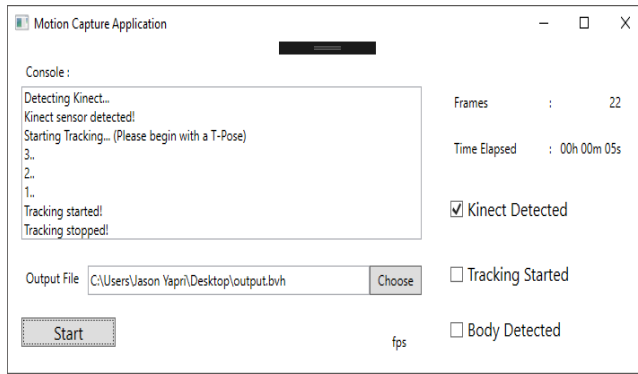 Motion Capture Application
Console :
Detecting Kinect...
Kinect sensor detected!
Starting Tracking... (Please begin with a T-Pose)
3..
2..
1..
Tracking started!
Tracking stopped!
Frames : 22
Time Elapsed : 00h 00m 05s
Kinect Detected
Output File C:\Users\Jason Yapri\Desktop\output.bvh Choose
Tracking Started
Start
fps
Body Detected